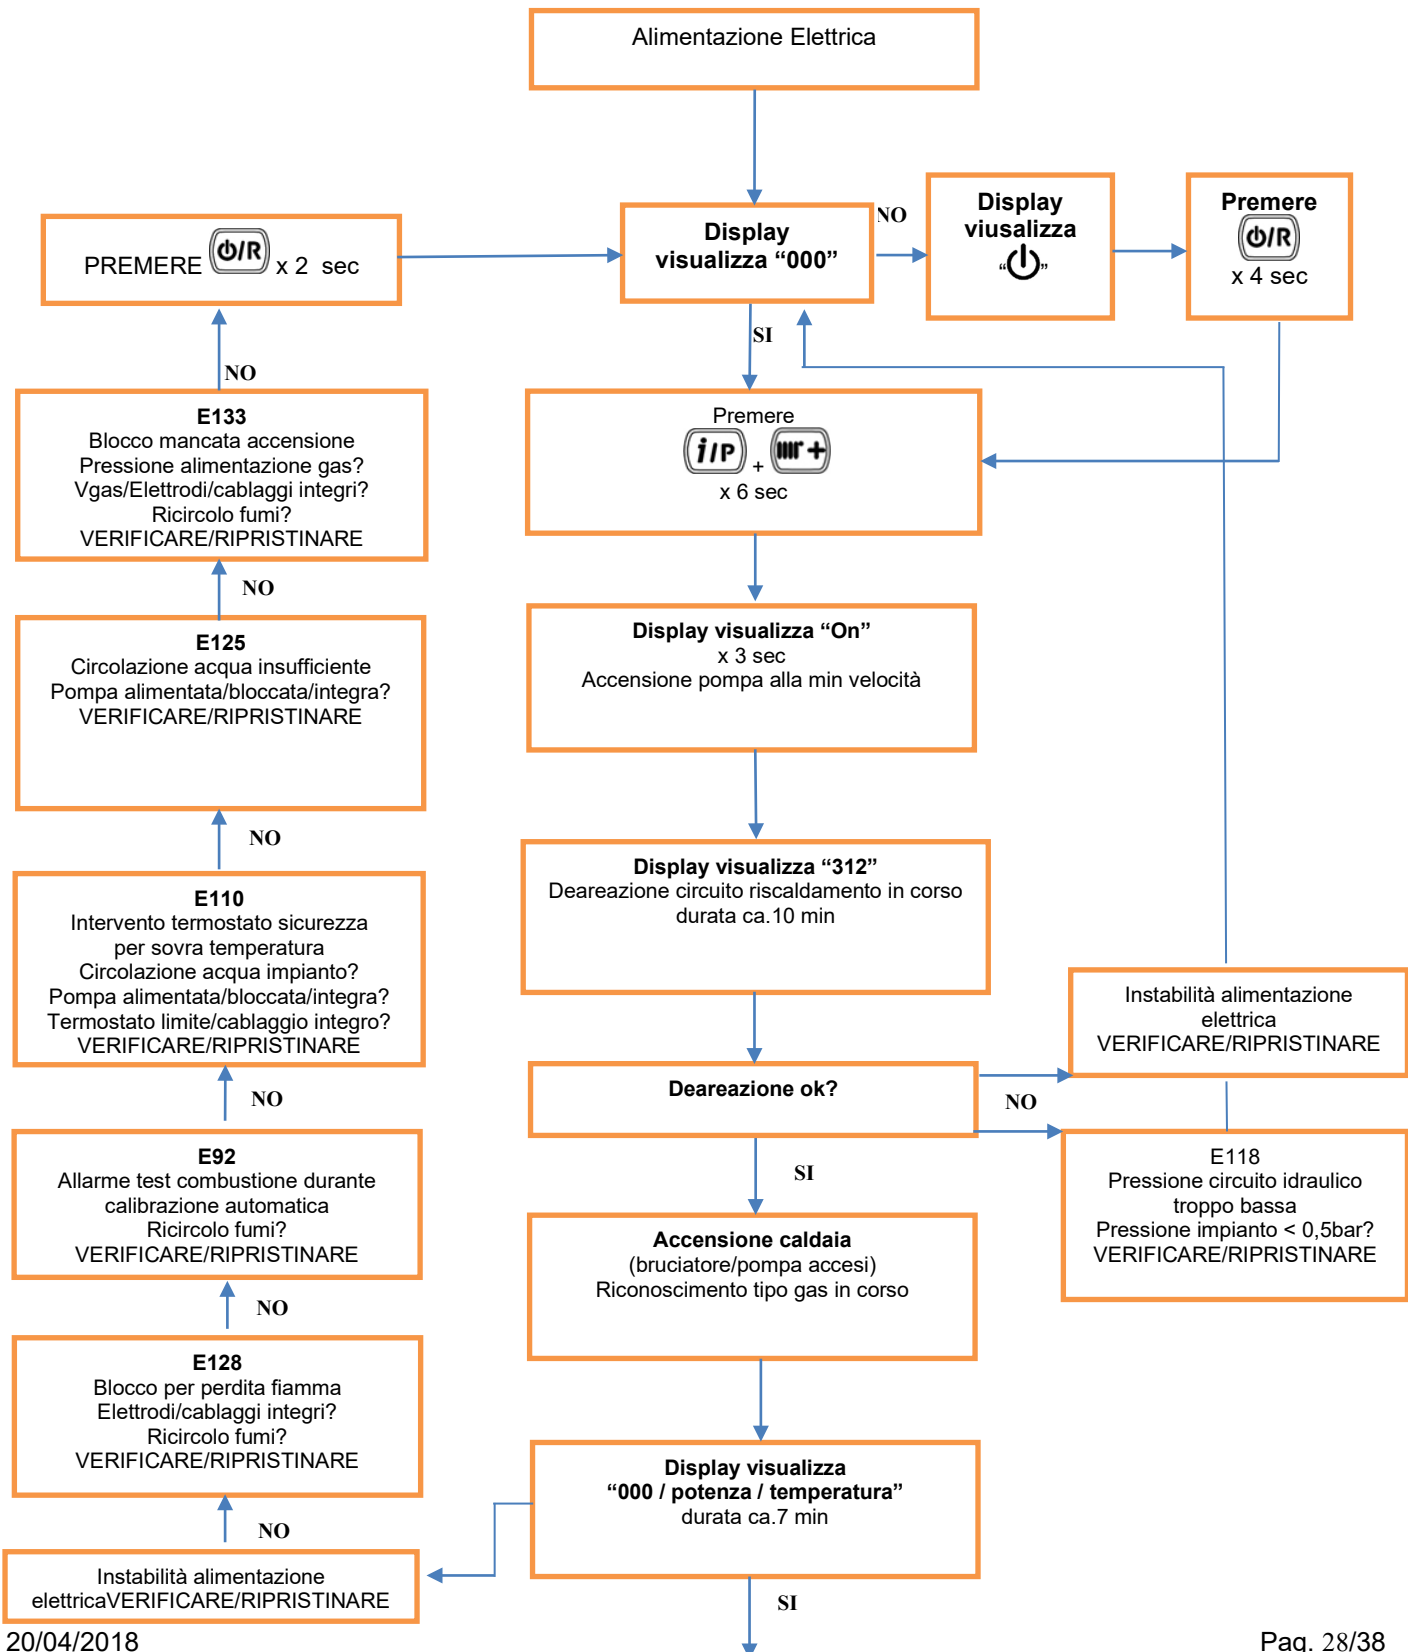 Alimentazione Elettrica
PREMERE ⏻/R x 2 sec
Display
visualizza “000”
NO
Display
viusalizza
“⏻”
Premere
⏻/R
x 4 sec
SI
NO
E133
Blocco mancata accensione
Pressione alimentazione gas?
Vgas/Elettrodi/cablaggi integri?
Ricircolo fumi?
VERIFICARE/RIPRISTINARE
Premere
i/P + +
x 6 sec
NO
E125
Circolazione acqua insufficiente
Pompa alimentata/bloccata/integra?
VERIFICARE/RIPRISTINARE
Display visualizza “On”
x 3 sec
Accensione pompa alla min velocità
NO
Display visualizza “312”
Deareazione circuito riscaldamento in corso
durata ca.10 min
E110
Intervento termostato sicurezza
per sovra temperatura
Circolazione acqua impianto?
Pompa alimentata/bloccata/integra?
Termostato limite/cablaggio integro?
VERIFICARE/RIPRISTINARE
Instabilità alimentazione
elettrica
VERIFICARE/RIPRISTINARE
Deareazione ok?
NO
NO
E92
Allarme test combustione durante
calibrazione automatica
Ricircolo fumi?
VERIFICARE/RIPRISTINARE
SI
E118
Pressione circuito idraulico
troppo bassa
Pressione impianto < 0,5bar?
VERIFICARE/RIPRISTINARE
Accensione caldaia
(bruciatore/pompa accesi)
Riconoscimento tipo gas in corso
NO
E128
Blocco per perdita fiamma
Elettrodi/cablaggi integri?
Ricircolo fumi?
VERIFICARE/RIPRISTINARE
Display visualizza
“000 / potenza / temperatura”
durata ca.7 min
NO
Instabilità alimentazione
elettricaVERIFICARE/RIPRISTINARE
SI
20/04/2018
Pag. 28/38